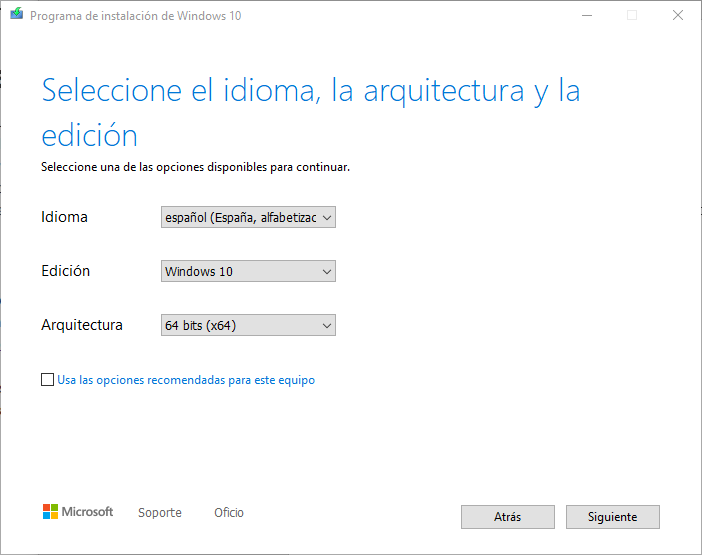 Programa de instalación de Windows 10
Seleccione el idioma, la arquitectura y la
edición
Seleccione una de las opciones disponibles para continuar.
Idioma español (España, alfabetizac
Edición Windows 10
Arquitectura 64 bits (x64)
Usa las opciones recomendadas para este equipo
Microsoft Soporte Oficio Atrás Siguiente